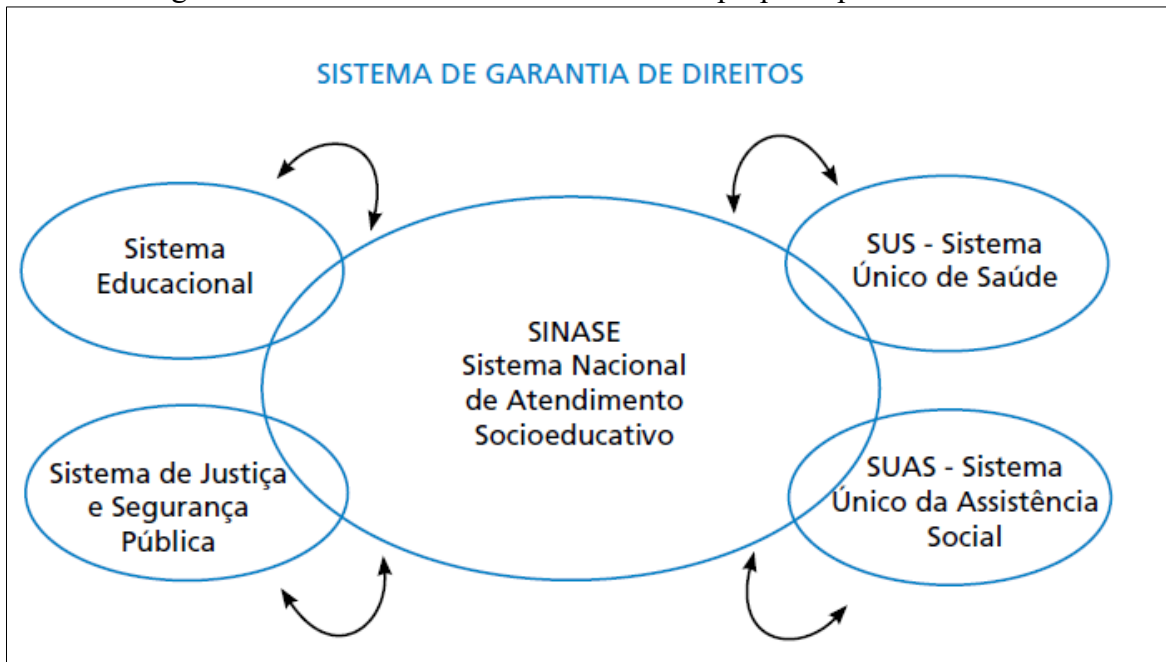 SISTEMA DE GARANTIA DE DIREITOS
Sistema
Educacional
SUS - Sistema
Único de Saúde
SINASE
Sistema Nacional
de Atendimento
Socioeducativo
Sistema de Justiça
e Segurança
Pública
SUAS - Sistema
Único da Assistência
Social